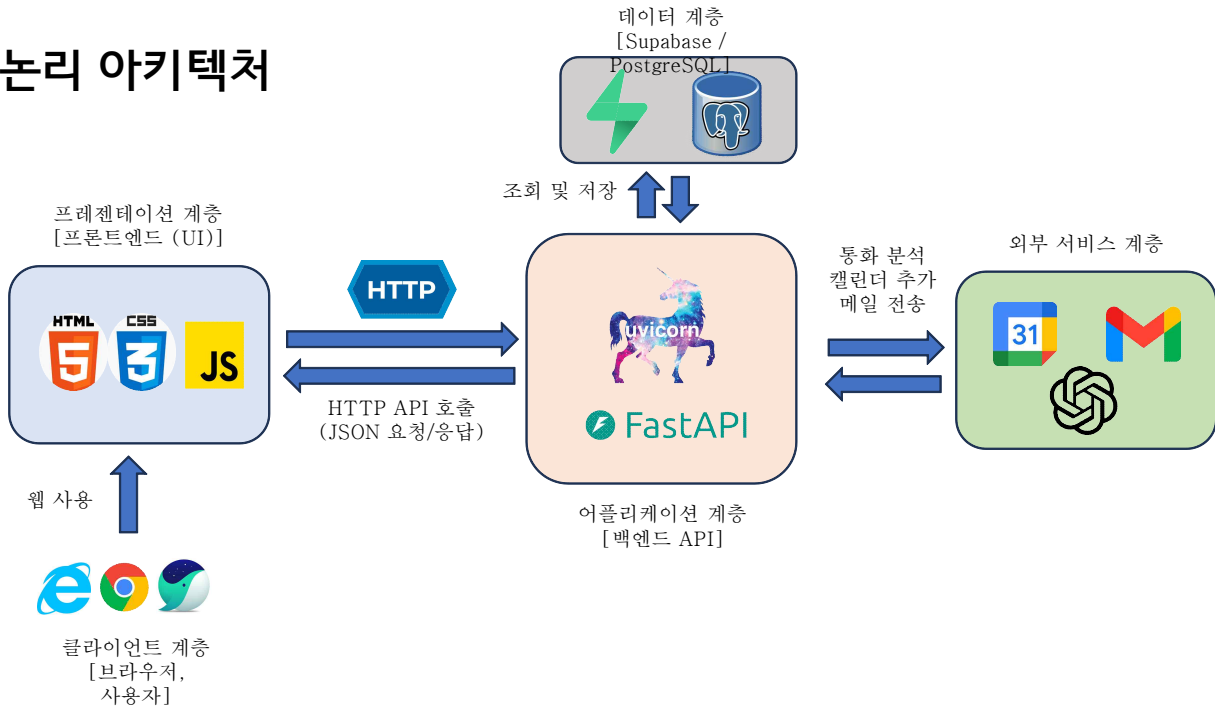 논리 아키텍처
데이터 계층
[Supabase /
PostgreSQL]
조회 및 저장
프레젠테이션 계층
[프론트엔드 (UI)]
HTML
5
CSS
3
JS
HTTP
HTTP API 호출
(JSON 요청/응답)
uvicorn
FastAPI
어플리케이션 계층
[백엔드 API]
통화 분석
캘린더 추가
메일 전송
외부 서비스 계층
31
웹 사용
클라이언트 계층
[브라우저,
사용자]